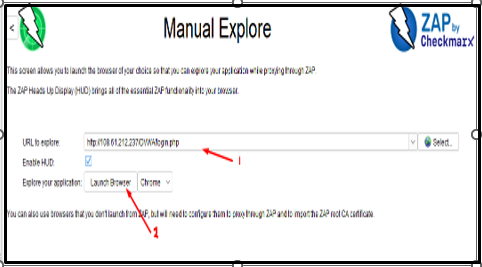 Manual Explore
ZAP by
Checkmarx
This screen allows you to launch the browser of your choice so that you can explore your application while proxying through ZAP.
The ZAP Heads Up Display (HUD) brings all of the essential ZAP functionality into your browser.
URL to explore: http://108.61.212.237/DVWA/login.php Select...
Enable HUD:
Explore your application: Launch Browser Chrome
1
2
You can also use browsers that you don't launch from ZAP, but will need to configure them to proxy through ZAP and to import the ZAP root CA certificate.